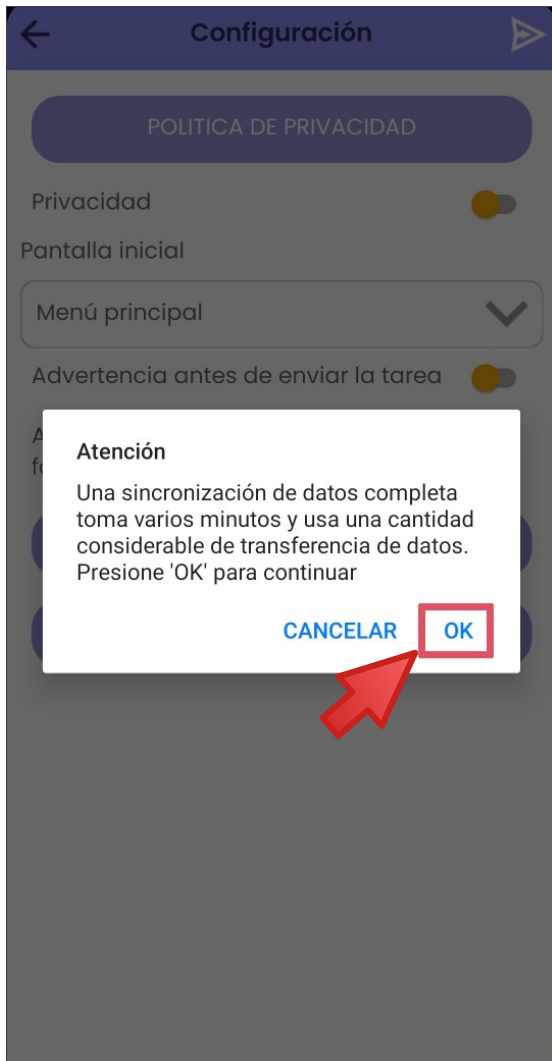 Configuración
POLITICA DE PRIVACIDAD
Privacidad
Pantalla inicial
Menú principal
Advertencia antes de enviar la tarea
Atención
Una sincronización de datos completa
toma varios minutos y usa una cantidad
considerable de transferencia de datos.
Presione 'OK' para continuar
CANCELAR OK